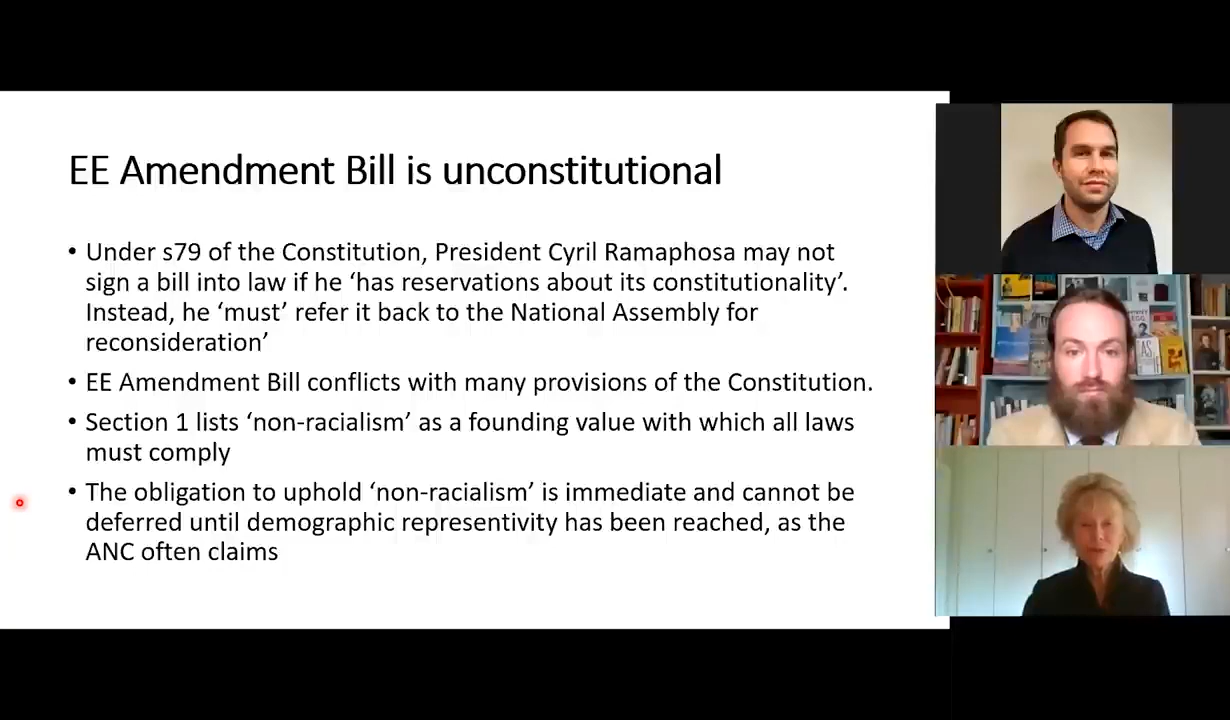 EE Amendment Bill is unconstitutional
• Under s79 of the Constitution, President Cyril Ramaphosa may not
sign a bill into law if he ‘has reservations about its constitutionality’.
Instead, he ‘must’ refer it back to the National Assembly for
reconsideration’
• EE Amendment Bill conflicts with many provisions of the Constitution.
• Section 1 lists ‘non-racialism’ as a founding value with which all laws
must comply
• The obligation to uphold ‘non-racialism’ is immediate and cannot be
deferred until demographic representivity has been reached, as the
ANC often claims